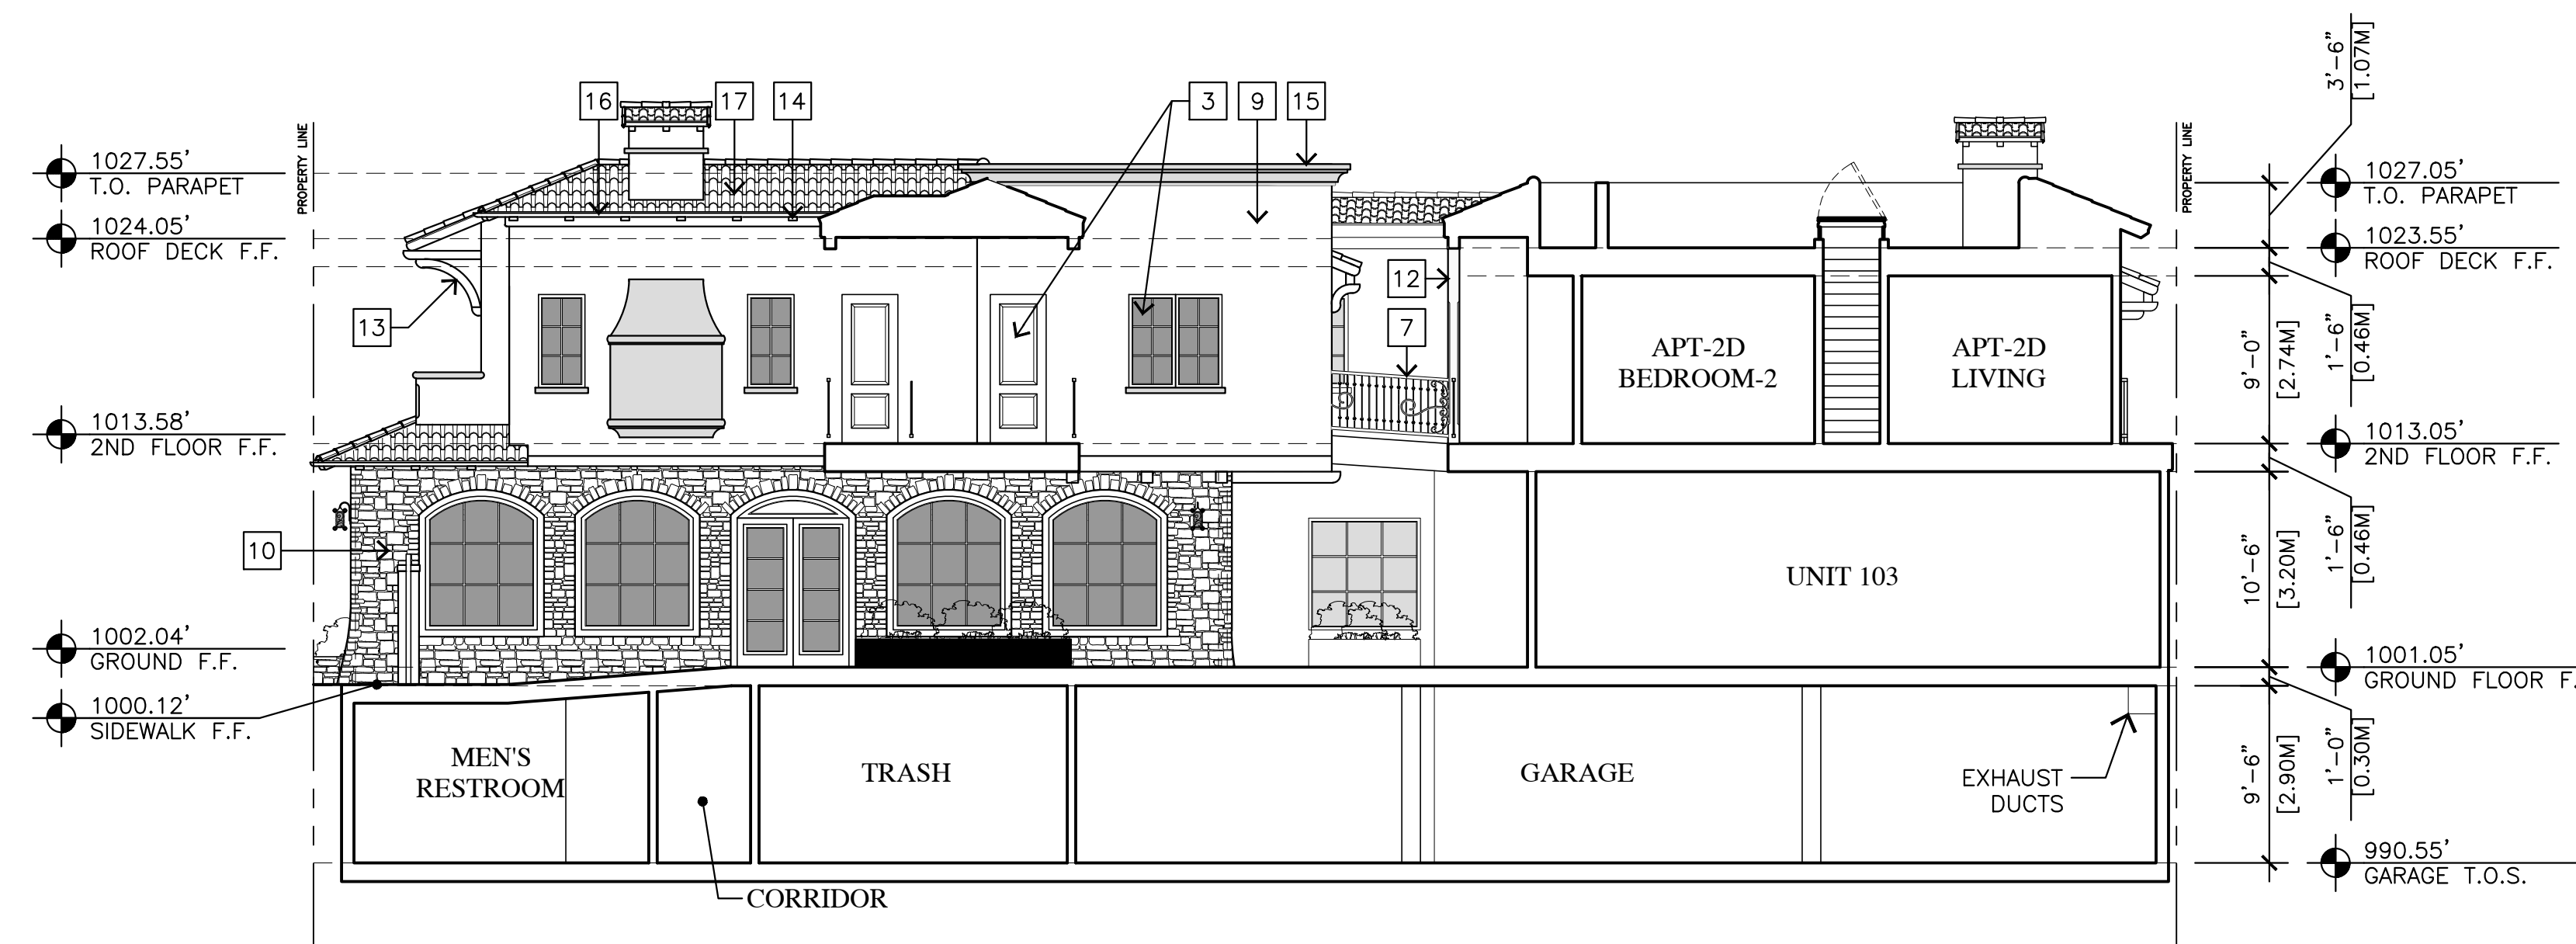 16
17
14
3
9
15
PROPERTY LINE
1027.55'
T.O. PARAPET
1024.05'
ROOF DECK F.F.
13
1013.58'
2ND FLOOR F.F.
10
1002.04'
GROUND F.F.
1000.12'
SIDEWALK F.F.
12
7
APT-2D
BEDROOM-2
APT-2D
LIVING
UNIT 103
MEN'S
RESTROOM
TRASH
GARAGE
EXHAUST
DUCTS
CORRIDOR
PROPERTY LINE
3'-6"
[1.07M]
1027.05'
T.O. PARAPET
1023.55'
ROOF DECK F.F.
9'-0"
[2.74M]
1'-6"
[0.46M]
1013.05'
2ND FLOOR F.F.
10'-6"
[3.20M]
1'-6"
[0.46M]
1001.05'
GROUND FLOOR F.
9'-6"
[2.90M]
1'-0"
[0.30M]
990.55'
GARAGE T.O.S.